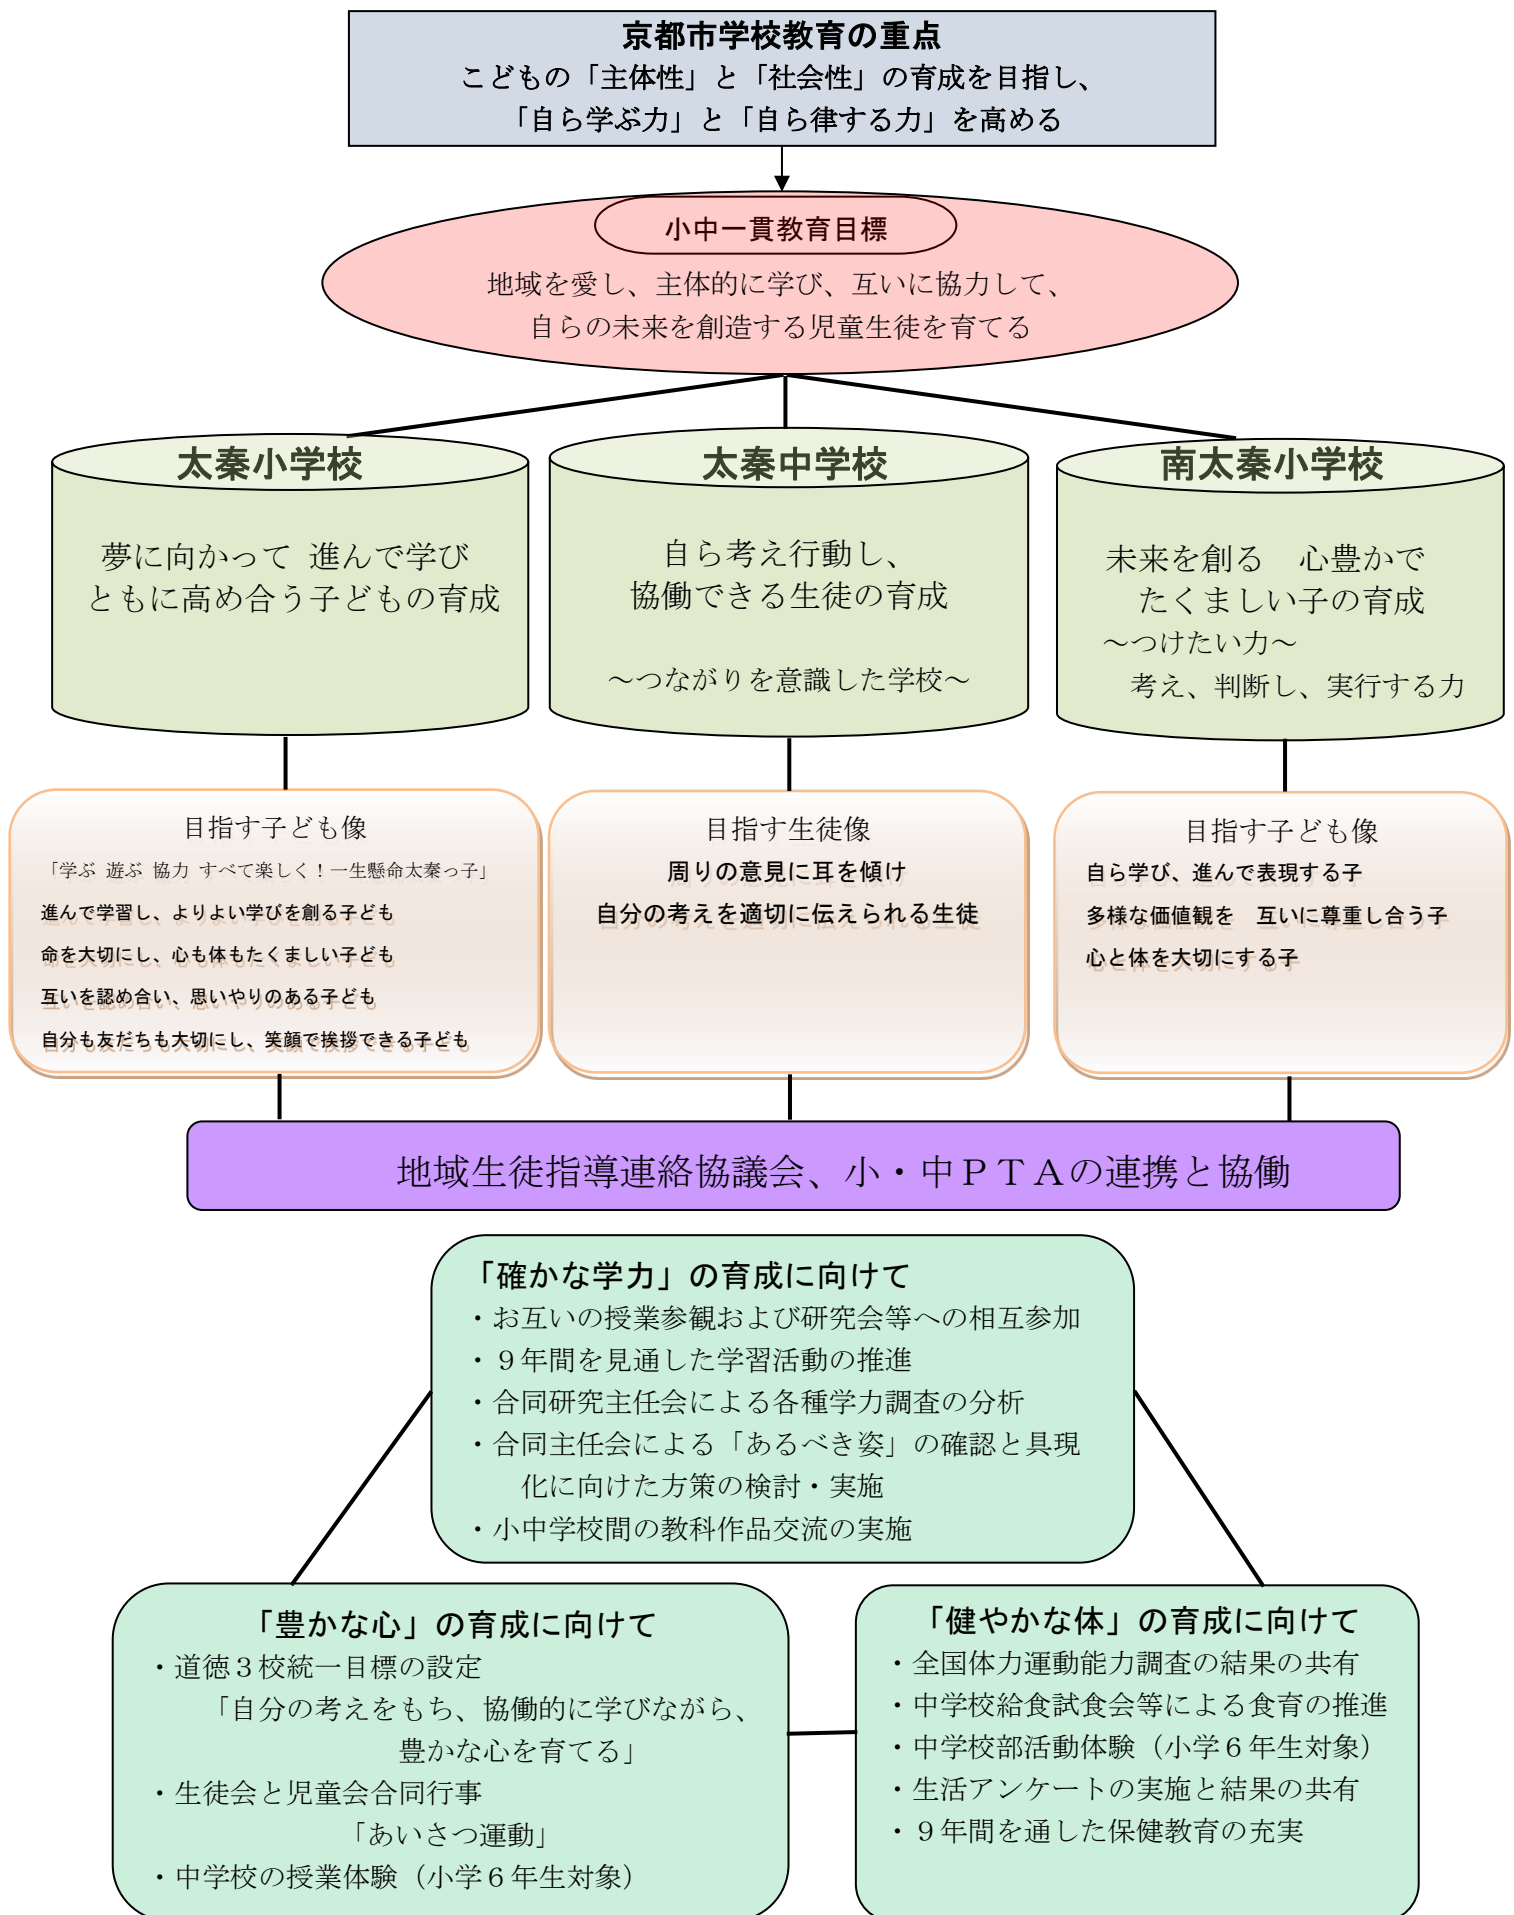 京都市学校教育の重点
こどもの「主体性」と「社会性」の育成を目指し、
「自ら学ぶ力」と「自ら律する力」を高める
小中一貫教育目標
地域を愛し、主体的に学び、互いに協力して、
自らの未来を創造する児童生徒を育てる
太秦小学校
夢に向かって 進んで学び
ともに高め合う子どもの育成
太秦中学校
自ら考え行動し、
協働できる生徒の育成
～つながりを意識した学校～
南太秦小学校
未来を創る　心豊かで
たくましい子の育成
～つけたい力～
考え、判断し、実行する力
目指す子ども像
「学ぶ 遊ぶ 協力 すべて楽しく！一生懸命太秦っ子」
進んで学習し、よりよい学びを創る子ども
命を大切にし、心も体もたくましい子ども
互いを認め合い、思いやりのある子ども
自分も友だちも大切にし、笑顔で挨拶できる子ども
目指す生徒像
周りの意見に耳を傾け
自分の考えを適切に伝えられる生徒
目指す子ども像
自ら学び、進んで表現する子
多様な価値観を　互いに尊重し合う子
心と体を大切にする子
地域生徒指導連絡協議会、小・中ＰＴＡの連携と協働
「確かな学力」の育成に向けて
・お互いの授業参観および研究会等への相互参加
・９年間を見通した学習活動の推進
・合同研究主任会による各種学力調査の分析
・合同主任会による「あるべき姿」の確認と具現
化に向けた方策の検討・実施
・小中学校間の教科作品交流の実施
「豊かな心」の育成に向けて
・道徳３校統一目標の設定
「自分の考えをもち、協働的に学びながら、
豊かな心を育てる」
・生徒会と児童会合同行事
「あいさつ運動」
・中学校の授業体験（小学６年生対象）
「健やかな体」の育成に向けて
・全国体力運動能力調査の結果の共有
・中学校給食試食会等による食育の推進
・中学校部活動体験（小学６年生対象）
・生活アンケートの実施と結果の共有
・９年間を通した保健教育の充実